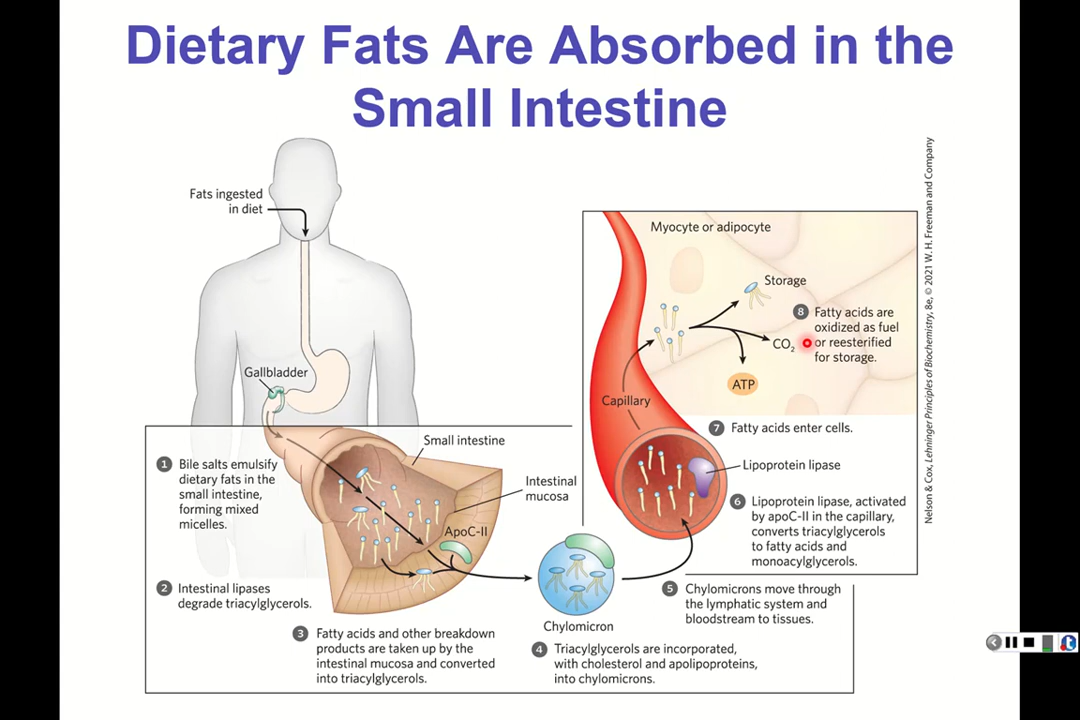 Dietary Fats Are Absorbed in the
Small Intestine
Fats ingested
in diet
Gallbladder
Small intestine
Intestinal
mucosa
ApoC-II
1 Bile salts emulsify
dietary fats in the
small intestine,
forming mixed
micelles.
2 Intestinal lipases
degrade triacylglycerols.
3 Fatty acids and other breakdown
products are taken up by the
intestinal mucosa and converted
into triacylglycerols.
Chylomicron
4 Triacylglycerols are incorporated,
with cholesterol and apolipoproteins,
into chylomicrons.
5 Chylomicrons move through
the lymphatic system and
bloodstream to tissues.
Lipoprotein lipase
6 Lipoprotein lipase, activated
by apoC-II in the capillary,
converts triacylglycerols
to fatty acids and
monoacylglycerols.
Capillary
7 Fatty acids enter cells.
Myocyte or adipocyte
Storage
CO2
ATP
8 Fatty acids are
oxidized as fuel
or reesterified
for storage.
Nelson & Cox, Lehninger Principles of Biochemistry, 8e, © 2021 W. H. Freeman and Company
t